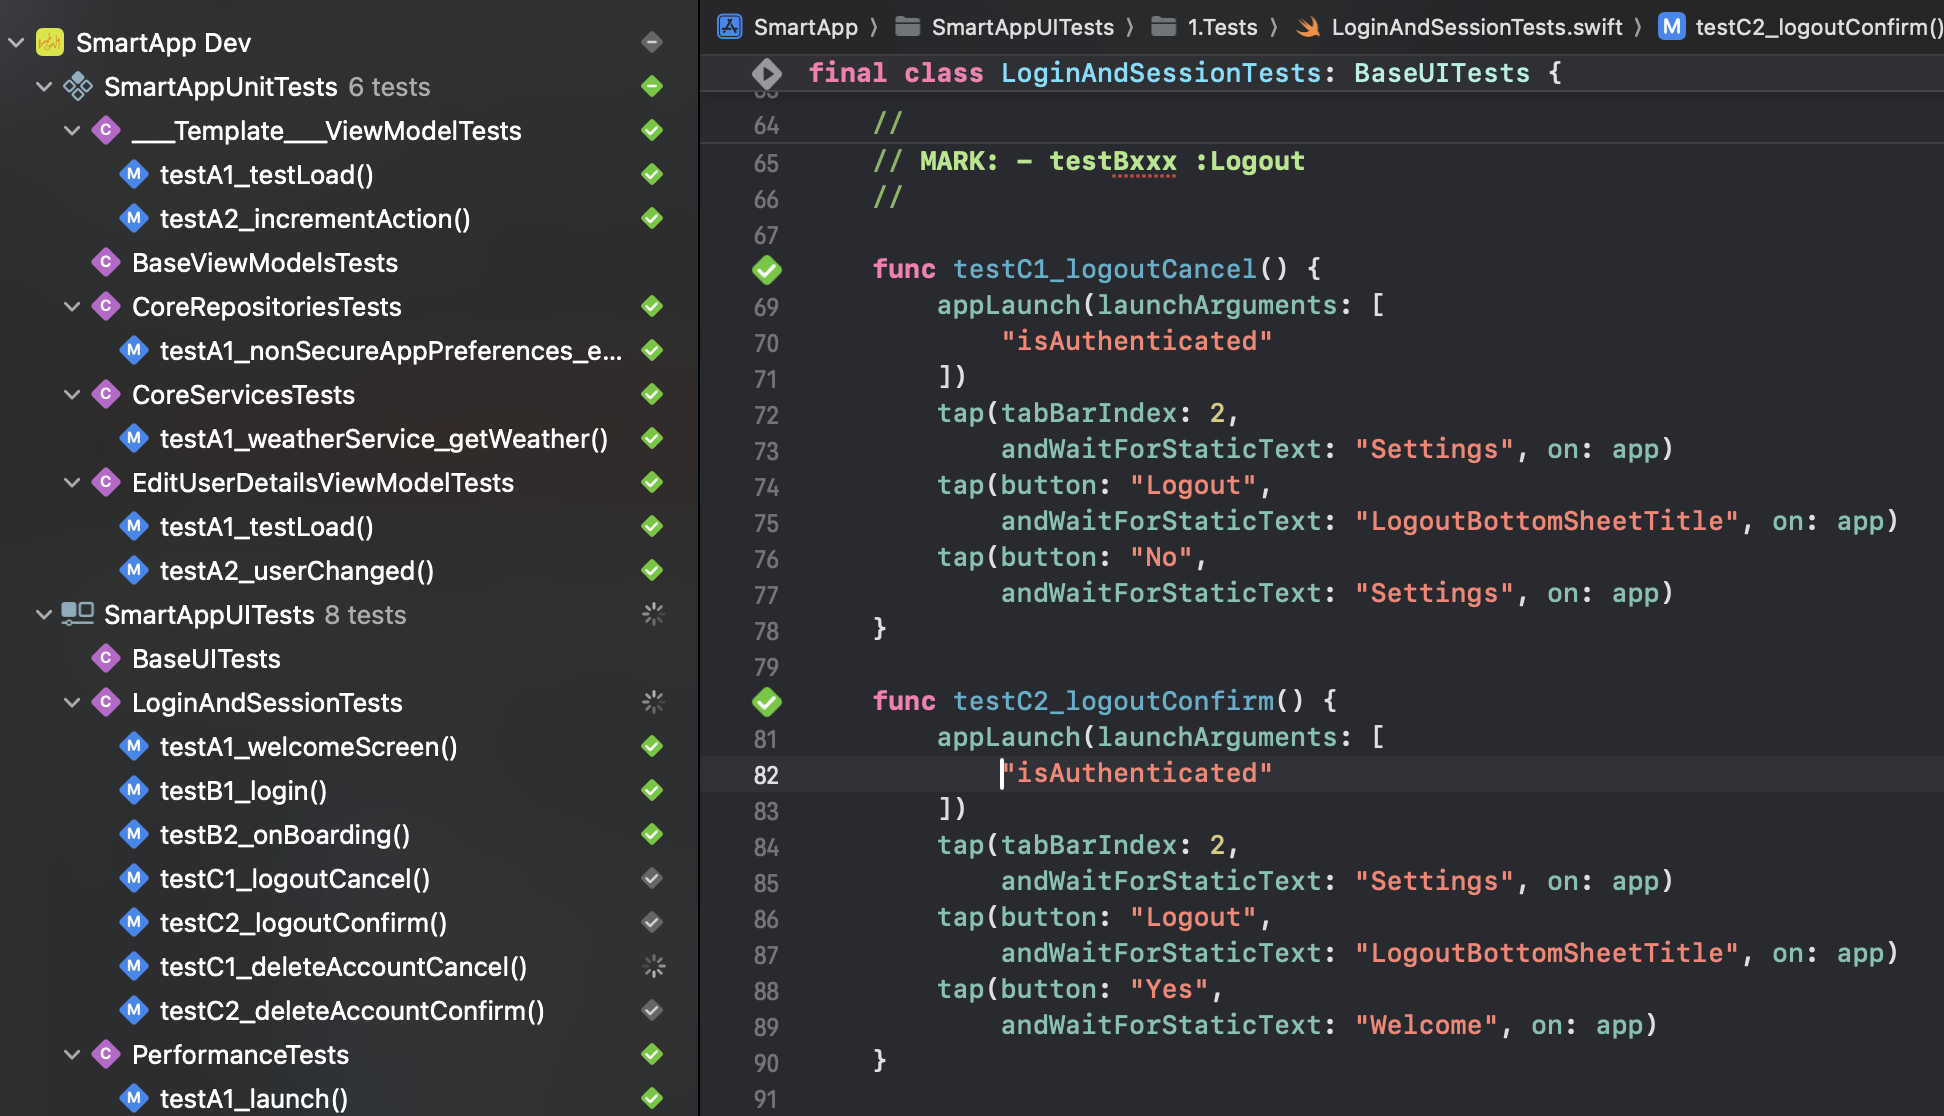 SmartApp Dev
SmartAppUnitTests 6 tests
C ___Template___ViewModelTests
M testA1_testLoad()
M testA2_incrementAction()
C BaseViewModelsTests
C CoreRepositoriesTests
M testA1_nonSecureAppPreferences_e...
C CoreServicesTests
M testA1_weatherService_getWeather()
C EditUserDetailsViewModelTests
M testA1_testLoad()
M testA2_userChanged()
SmartAppUITests 8 tests
C BaseUITests
C LoginAndSessionTests
M testA1_welcomeScreen()
M testB1_login()
M testB2_onBoarding()
M testC1_logoutCancel()
M testC2_logoutConfirm()
M testC1_deleteAccountCancel()
M testC2_deleteAccountConfirm()
C PerformanceTests
M testA1_launch()
SmartApp 〉 SmartAppUITests 〉 1.Tests 〉 LoginAndSessionTests.swift 〉 M testC2_logoutConfirm()
final class LoginAndSessionTests: BaseUITests {
64 //
65 // MARK: - testBxxx :Logout
66 //
67
func testC1_logoutCancel() {
69 appLaunch(launchArguments: [
70 "isAuthenticated"
71 ])
72 tap(tabBarIndex: 2,
73 andWaitForStaticText: "Settings", on: app)
74 tap(button: "Logout",
75 andWaitForStaticText: "LogoutBottomSheetTitle", on: app)
76 tap(button: "No",
77 andWaitForStaticText: "Settings", on: app)
78 }
79
func testC2_logoutConfirm() {
81 appLaunch(launchArguments: [
82 "isAuthenticated"
83 ])
84 tap(tabBarIndex: 2,
85 andWaitForStaticText: "Settings", on: app)
86 tap(button: "Logout",
87 andWaitForStaticText: "LogoutBottomSheetTitle", on: app)
88 tap(button: "Yes",
89 andWaitForStaticText: "Welcome", on: app)
90 }
91